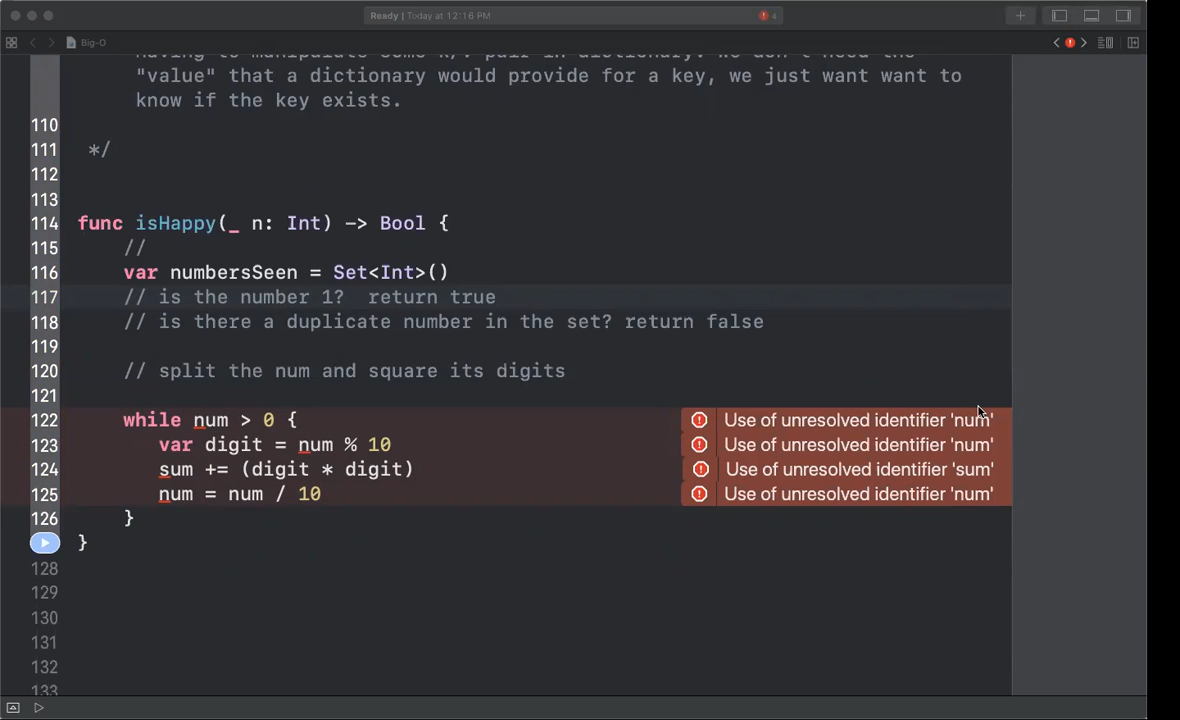 Ready | Today at 12:16 PM
4
Big-O
"value" that a dictionary would provide for a key, we just want want to
know if the key exists.
110
111 */
112
113
114 func isHappy(_ n: Int) -> Bool {
115 //
116 var numbersSeen = Set<Int>()
117 // is the number 1?  return true
118 // is there a duplicate number in the set? return false
119
120 // split the num and square its digits
121
122 while num > 0 { Use of unresolved identifier 'num'
123 var digit = num % 10 Use of unresolved identifier 'num'
124 sum += (digit * digit) Use of unresolved identifier 'sum'
125 num = num / 10 Use of unresolved identifier 'num'
126 }
}
128
129
130
131
132
133